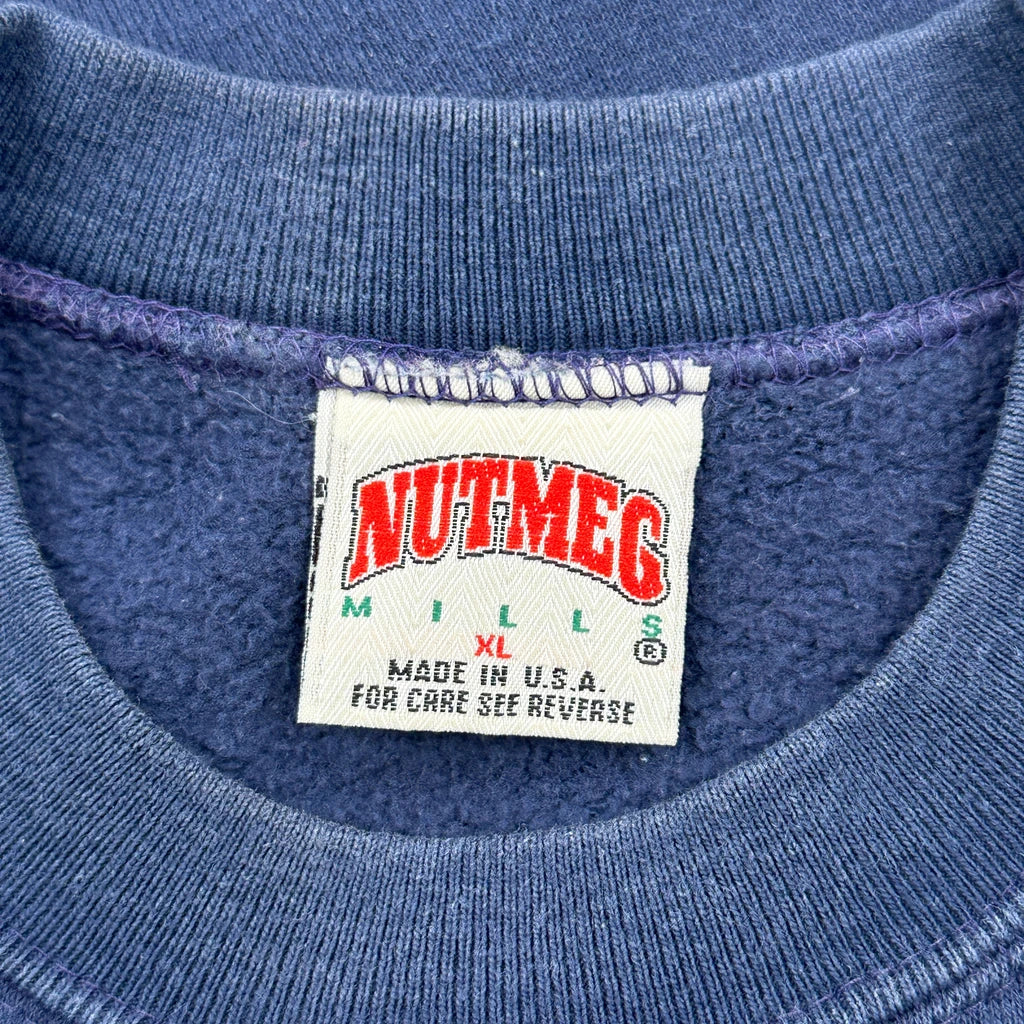 NUTMEG
MILLS
XL
®
MADE IN U.S.A.
FOR CARE SEE REVERSE